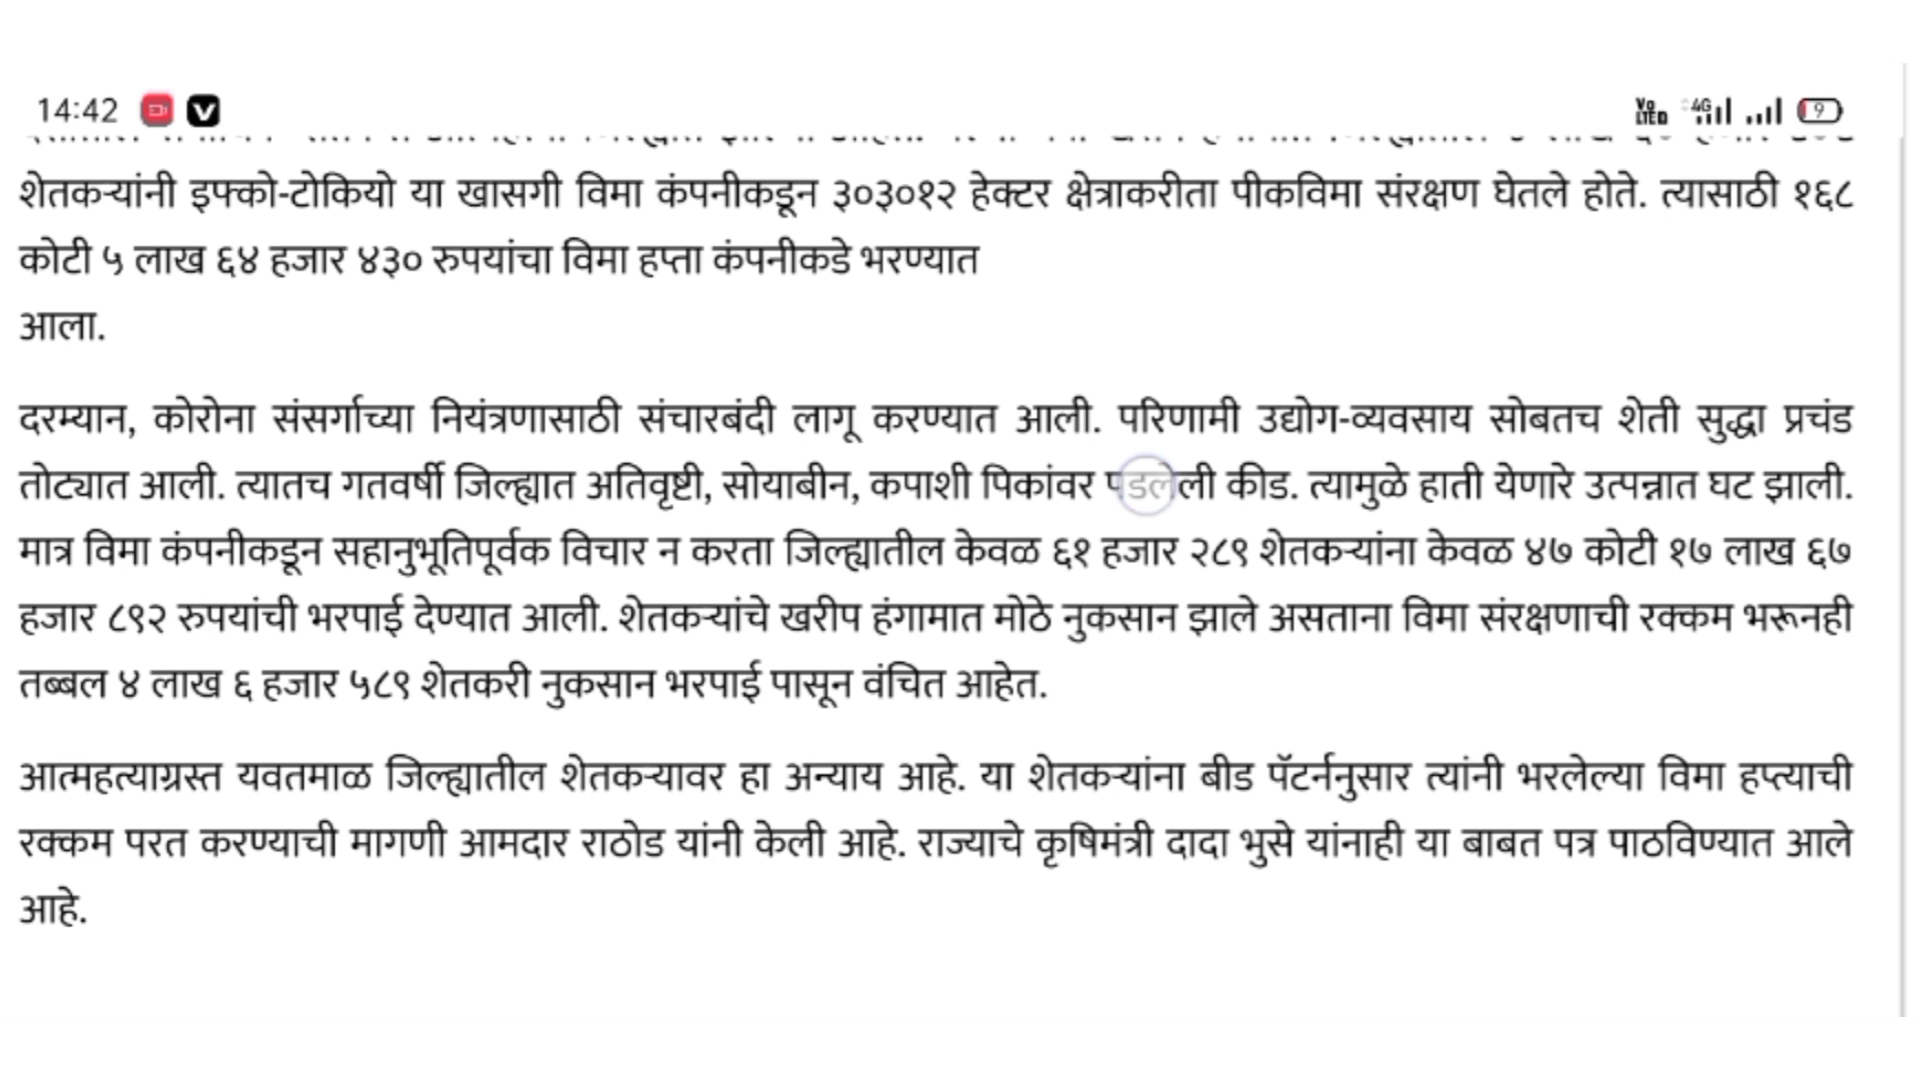 14:42
Vo LTED 4G 9
शेतकऱ्यांनी इफ्को-टोकियो या खासगी विमा कंपनीकडून ३०३०१२ हेक्टर क्षेत्राकरीता पीकविमा संरक्षण घेतले होते. त्यासाठी १६८
कोटी ५ लाख ६४ हजार ४३० रुपयांचा विमा हप्ता कंपनीकडे भरण्यात
आला.
दरम्यान, कोरोना संसर्गाच्या नियंत्रणासाठी संचारबंदी लागू करण्यात आली. परिणामी उद्योग-व्यवसाय सोबतच शेती सुद्धा प्रचंड
तोट्यात आली. त्यातच गतवर्षी जिल्ह्यात अतिवृष्टी, सोयाबीन, कपाशी पिकांवर पडलेली कीड. त्यामुळे हाती येणारे उत्पन्नात घट झाली.
मात्र विमा कंपनीकडून सहानुभूतिपूर्वक विचार न करता जिल्ह्यातील केवळ ६१ हजार २८९ शेतकऱ्यांना केवळ ४७ कोटी १७ लाख ६७
हजार ८९२ रुपयांची भरपाई देण्यात आली. शेतकऱ्यांचे खरीप हंगामात मोठे नुकसान झाले असताना विमा संरक्षणाची रक्कम भरूनही
तब्बल ४ लाख ६ हजार ५८९ शेतकरी नुकसान भरपाई पासून वंचित आहेत.
आत्महत्याग्रस्त यवतमाळ जिल्ह्यातील शेतकऱ्यावर हा अन्याय आहे. या शेतकऱ्यांना बीड पॅटर्ननुसार त्यांनी भरलेल्या विमा हप्त्याची
रक्कम परत करण्याची मागणी आमदार राठोड यांनी केली आहे. राज्याचे कृषिमंत्री दादा भुसे यांनाही या बाबत पत्र पाठविण्यात आले
आहे.